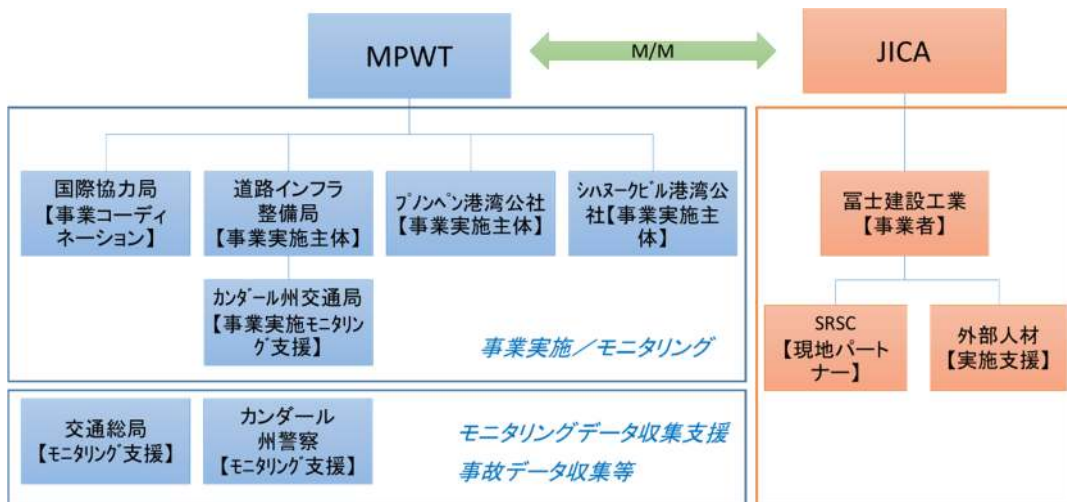 MPWT
M/M
JICA
国際協力局
【事業コーディ
ネーション】
道路インフラ
整備局
【事業実施主体】
ﾌﾟﾉﾝﾍﾟﾝ港湾公社
【事業実施主体】
ｼﾊﾇｰｸﾋﾞﾙ港湾公
社【事業実施主
体】
冨士建設工業
【事業者】
ｶﾝﾀﾞｰﾙ州交通局
【事業実施ﾓﾆﾀﾘﾝ
ｸﾞ支援】
事業実施／モニタリング
SRSC
【現地パート
ナー】
外部人材
【実施支援】
交通総局
【ﾓﾆﾀﾘﾝｸﾞ支援】
カンダール
州警察
【ﾓﾆﾀﾘﾝｸﾞ支援】
モニタリングデータ収集支援
事故データ収集等